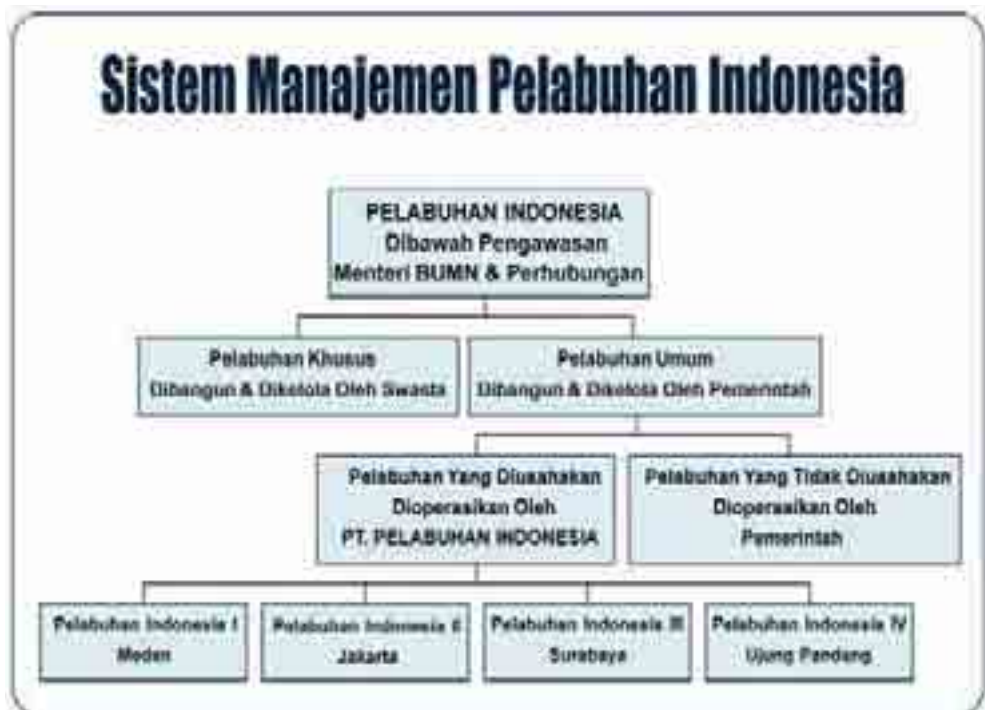 Sistem Manajemen Pelabuhan Indonesia
PELABUHAN INDONESIA
Dibawah Pengawasan
Menteri BUMN & Perhubungan
Pelabuhan Khusus
Dibangun & Dikelola Oleh Swasta
Pelabuhan Umum
Dibangun & Dikelola Oleh Pemerintah
Pelabuhan Yang Diusahakan
Dioperasikan Oleh
PT. PELABUHAN INDONESIA
Pelabuhan Yang Tidak Diusahakan
Dioperasikan Oleh
Pemerintah
Pelabuhan Indonesia I
Medan
Pelabuhan Indonesia II
Jakarta
Pelabuhan Indonesia III
Surabaya
Pelabuhan Indonesia IV
Ujung Pandang